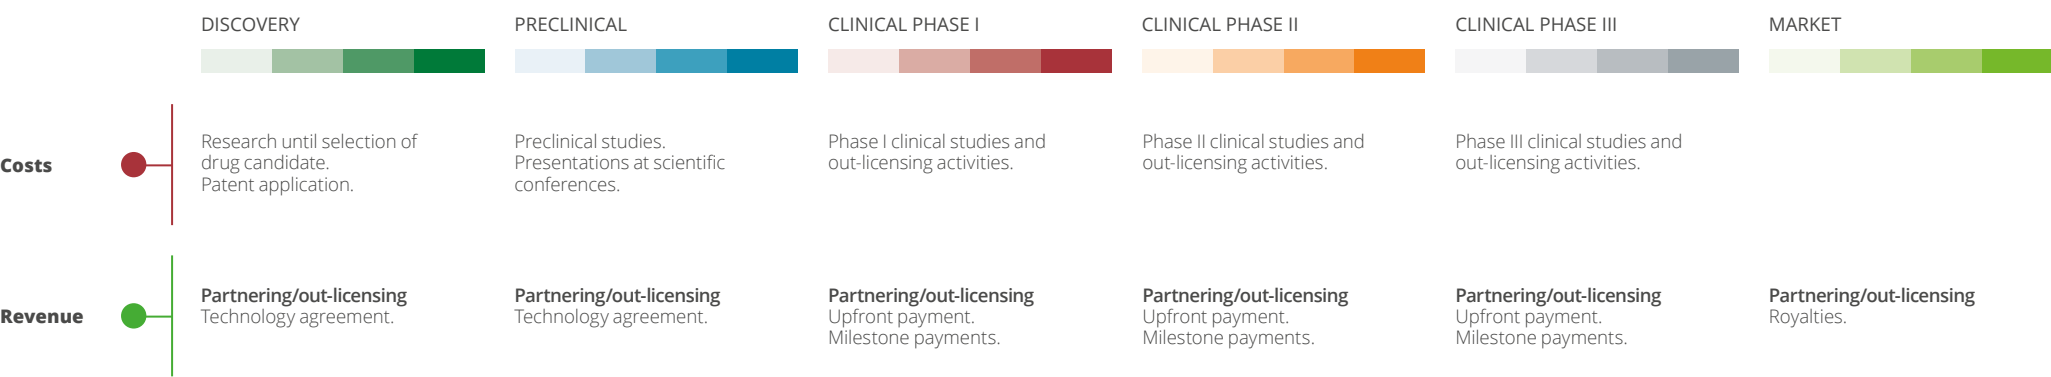 DISCOVERY
PRECLINICAL
CLINICAL PHASE I
CLINICAL PHASE II
CLINICAL PHASE III
MARKET
Costs
Research until selection of
drug candidate.
Patent application.
Preclinical studies.
Presentations at scientific
conferences.
Phase I clinical studies and
out-licensing activities.
Phase II clinical studies and
out-licensing activities.
Phase III clinical studies and
out-licensing activities.
Revenue
Partnering/out-licensing
Technology agreement.
Partnering/out-licensing
Technology agreement.
Partnering/out-licensing
Upfront payment.
Milestone payments.
Partnering/out-licensing
Upfront payment.
Milestone payments.
Partnering/out-licensing
Upfront payment.
Milestone payments.
Partnering/out-licensing
Royalties.